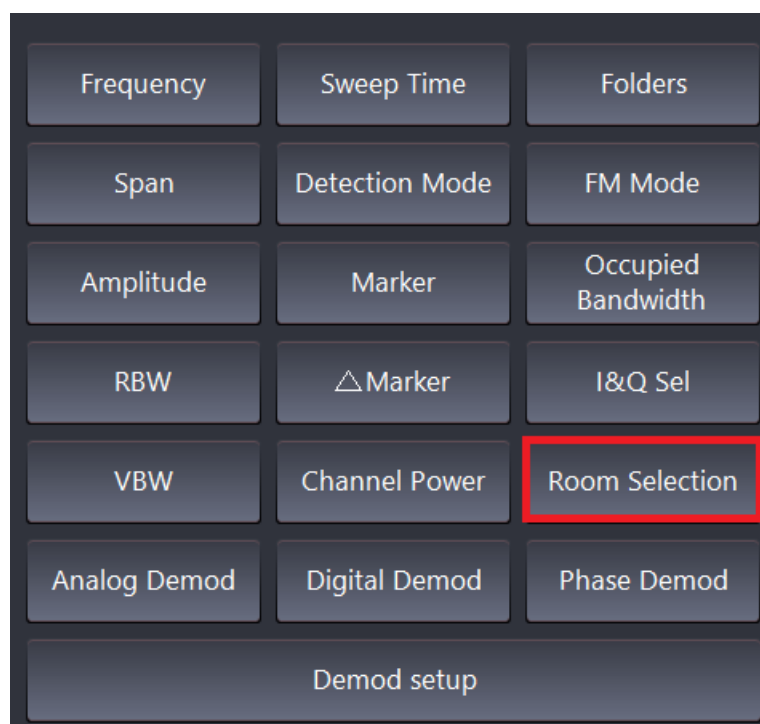 Frequency
Sweep Time
Folders
Span
Detection Mode
FM Mode
Amplitude
Marker
Occupied
Bandwidth
RBW
△Marker
I&Q Sel
VBW
Channel Power
Room Selection
Analog Demod
Digital Demod
Phase Demod
Demod setup